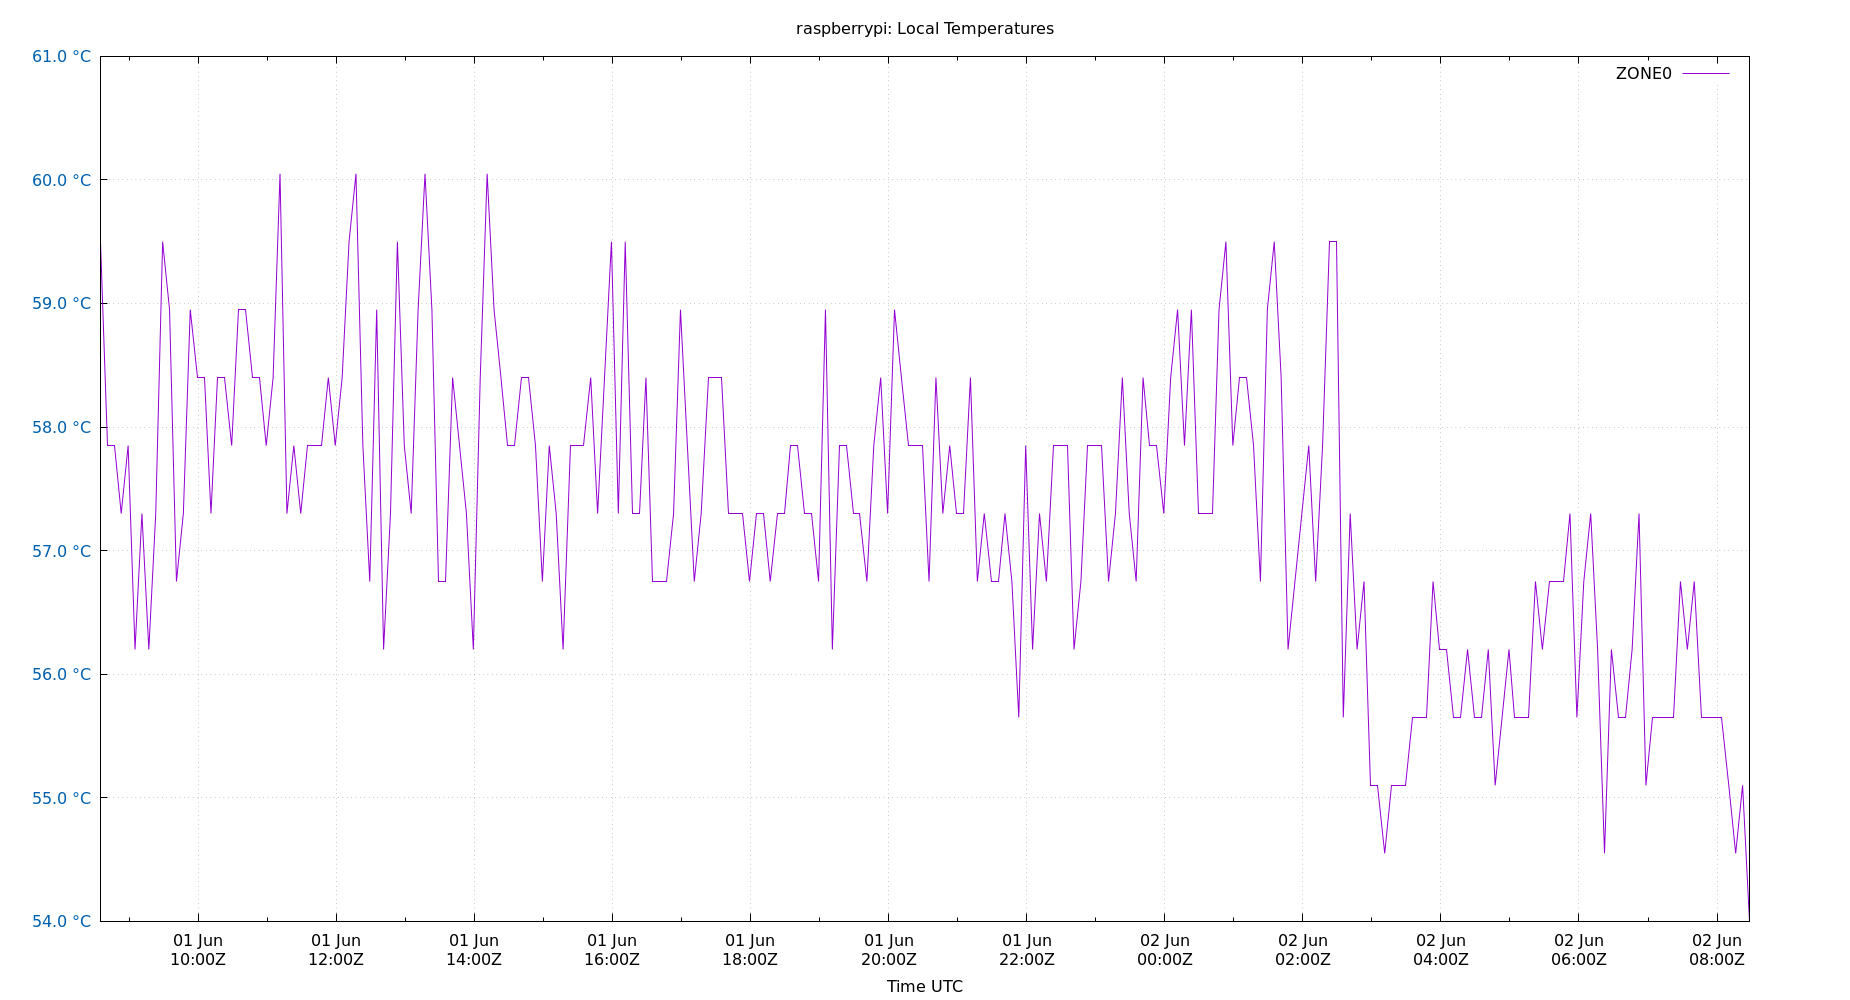 raspberrypi: Local Temperatures
61.0 °C
ZONE0
60.0 °C
59.0 °C
58.0 °C
57.0 °C
56.0 °C
55.0 °C
54.0 °C
01 Jun 01 Jun 01 Jun 01 Jun 01 Jun 01 Jun 01 Jun 02 Jun 02 Jun 02 Jun 02 Jun 02 Jun
10:00Z 12:00Z 14:00Z 16:00Z 18:00Z 20:00Z 22:00Z 00:00Z 02:00Z 04:00Z 06:00Z 08:00Z
Time UTC